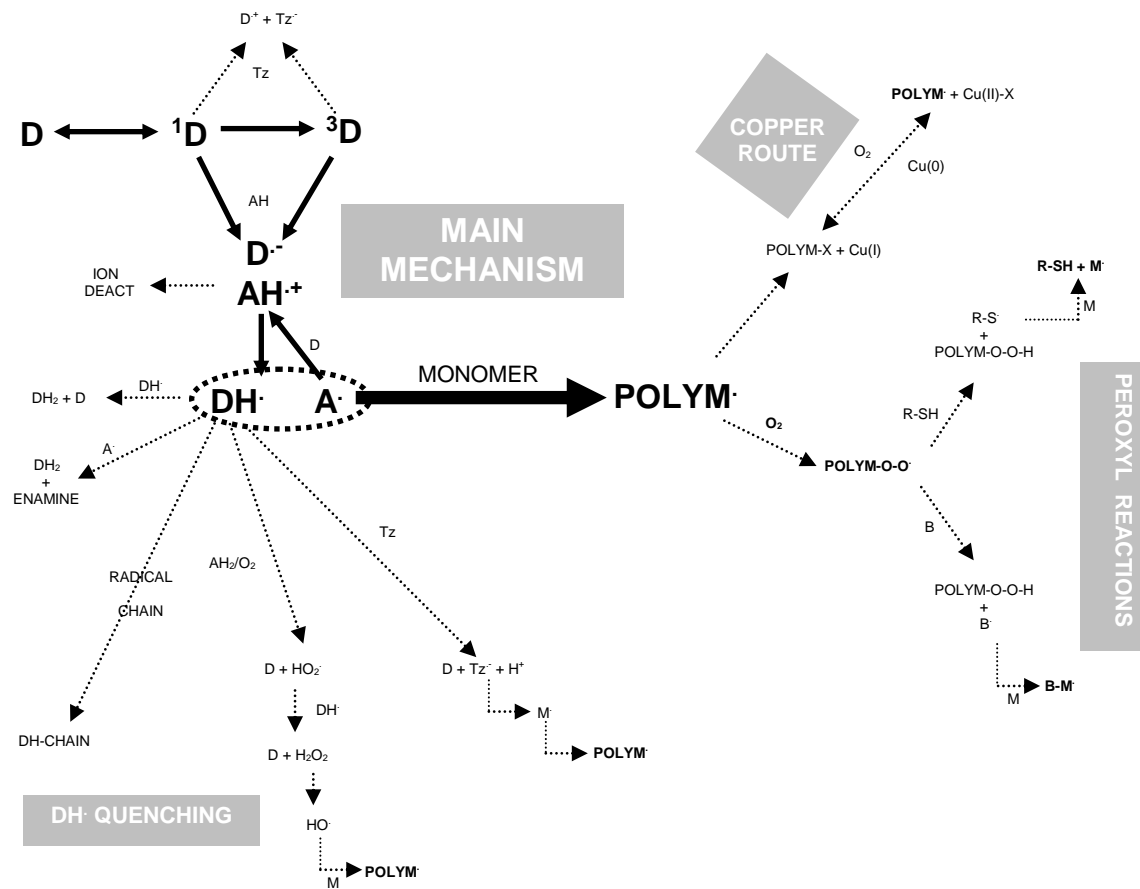 D·⁺ + Tz·⁻
Tz
D
¹D
³D
AH
D·⁻
AH·⁺
ION
DEACT
D
DH·
A·
MONOMER
POLYM·
MAIN
MECHANISM
COPPER
ROUTE
POLYM· + Cu(II)-X
O₂
Cu(0)
POLYM-X + Cu(I)
O₂
POLYM-O-O·
R-SH
R-S·
+
POLYM-O-O-H
M
R-SH + M·
B
POLYM-O-O-H
+
B·
M
B-M·
PEROXYL REACTIONS
DH·
DH₂ + D
A·
DH₂
+
ENAMINE
RADICAL
CHAIN
DH-CHAIN
AH₂/O₂
D + HO₂·
DH·
D + H₂O₂
HO·
M
POLYM·
Tz
D + Tz·⁻ + H⁺
M·
POLYM·
DH· QUENCHING